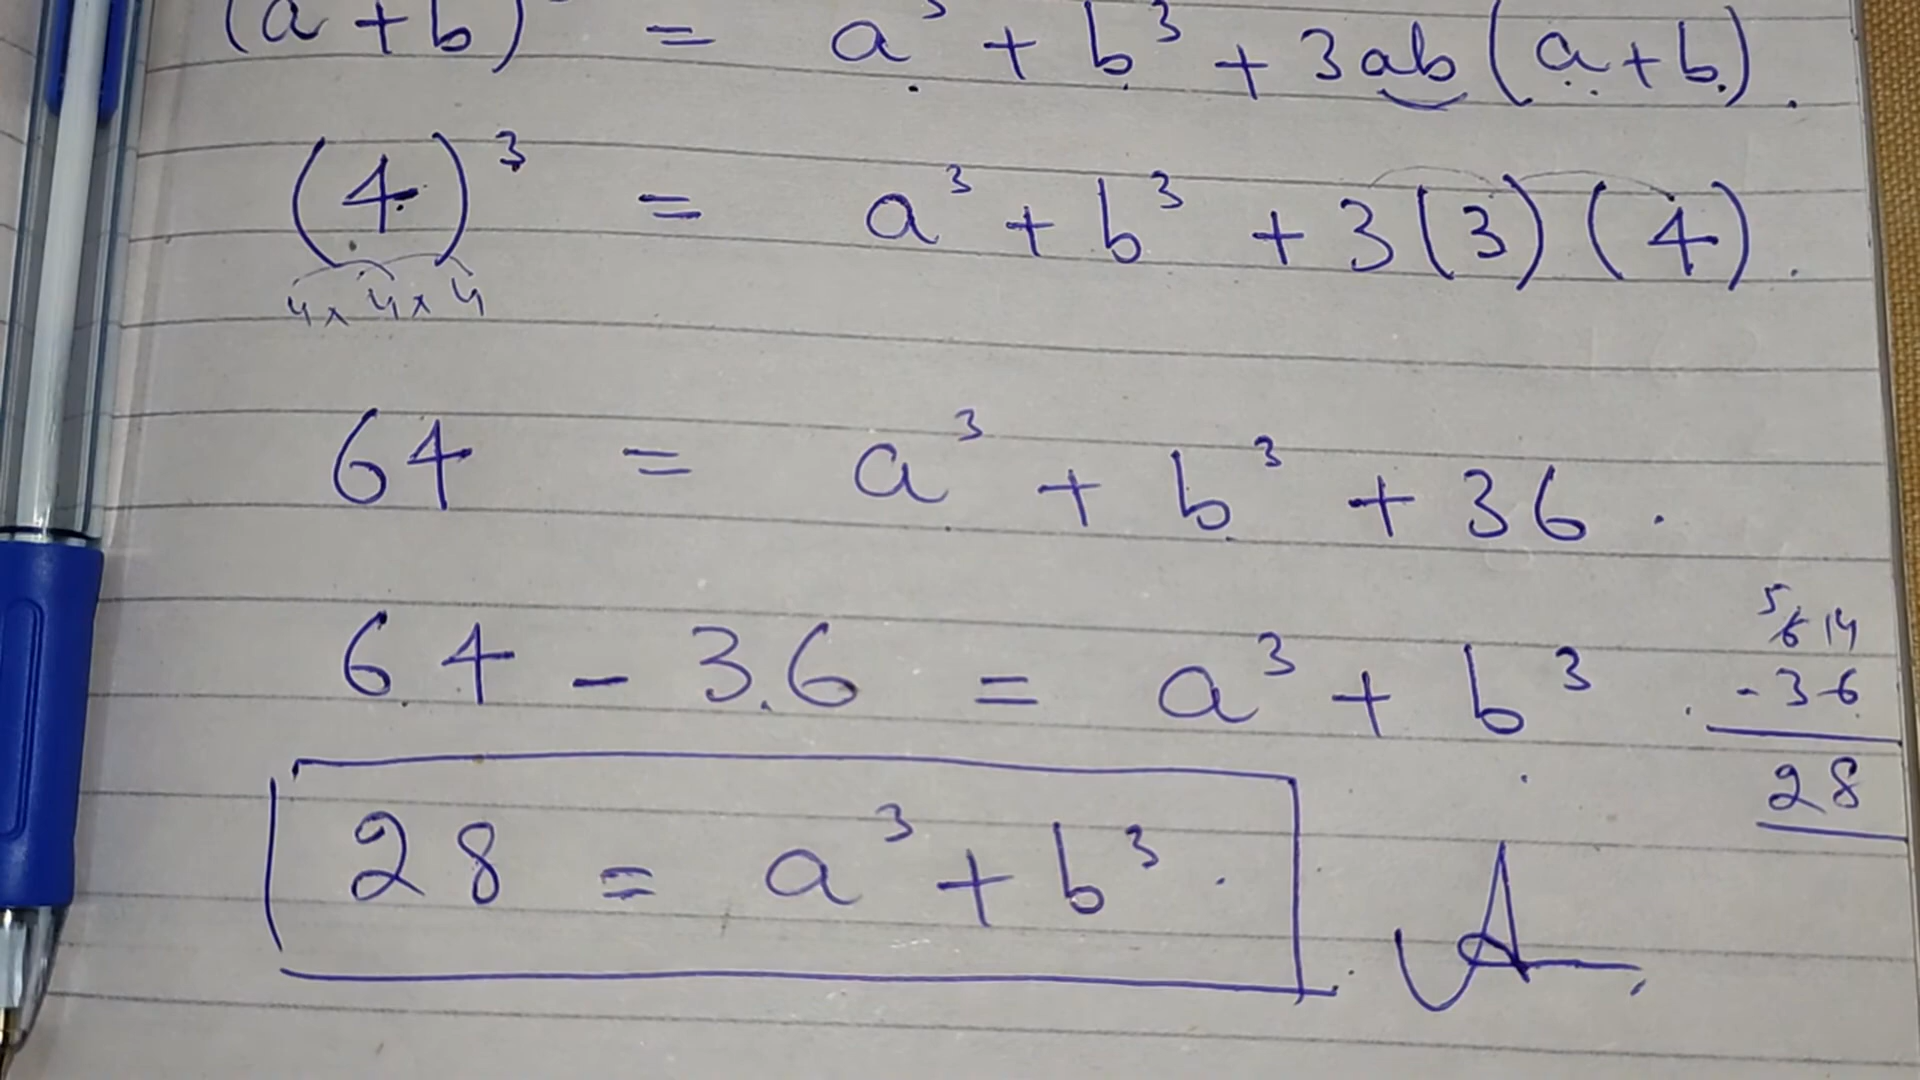 (a + b)³ = a³ + b³ + 3ab (a + b).
(4)³ = a³ + b³ + 3 (3) (4).
4 x 4 x 4
64 = a³ + b³ + 36.
5 6 14
64 - 36 = a³ + b³
- 36
28
28 = a³ + b³.